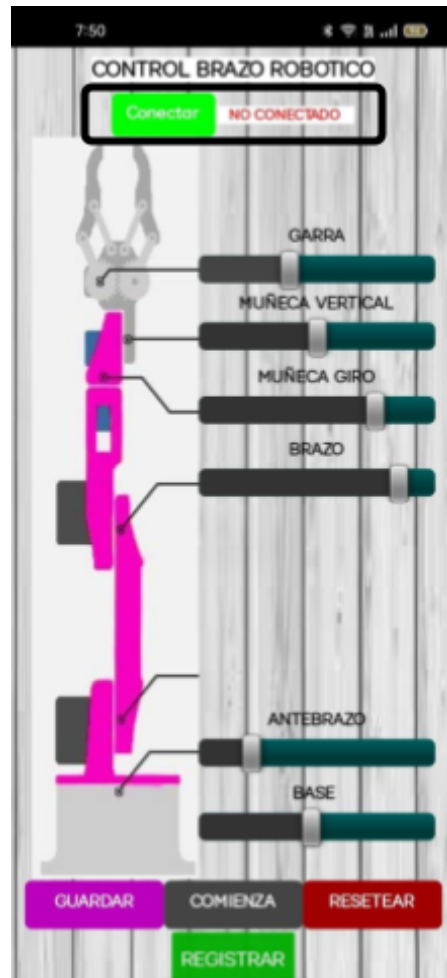 7:50
CONTROL BRAZO ROBOTICO
Conectar NO CONECTADO
GARRA
MUÑECA VERTICAL
MUÑECA GIRO
BRAZO
ANTEBRAZO
BASE
GUARDAR COMIENZA RESETEAR
REGISTRAR